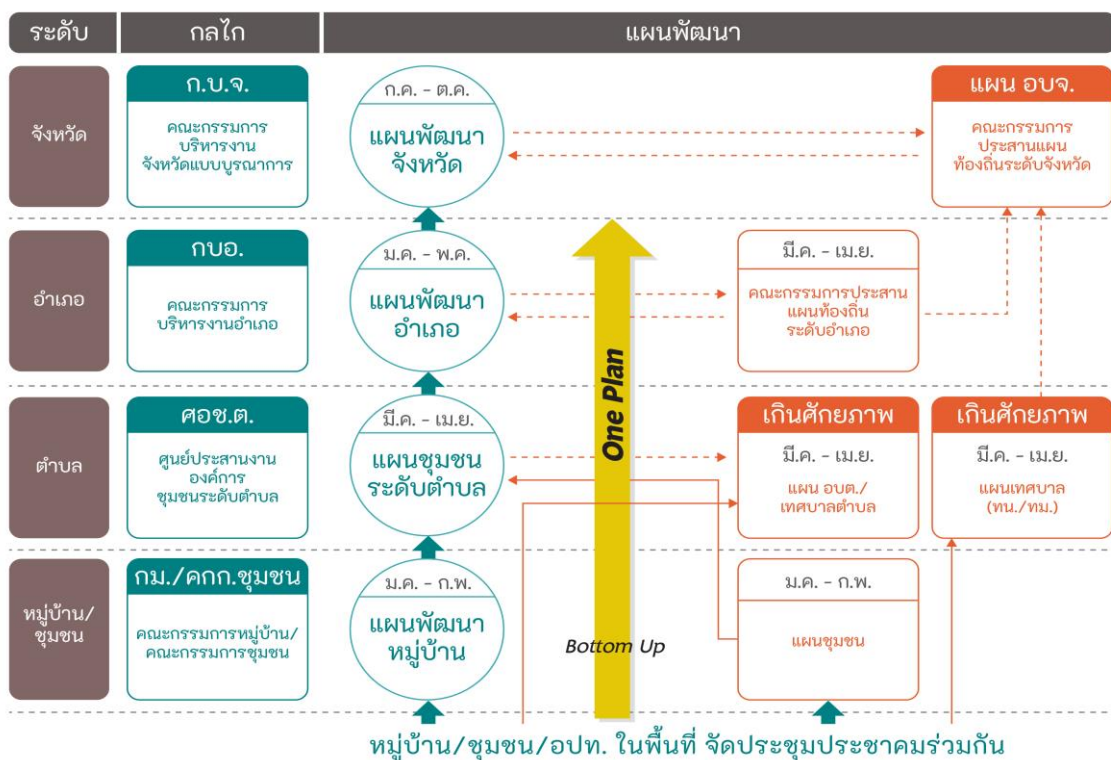 ระดับ
กลไก
แผนพัฒนา
จังหวัด
ก.บ.จ.
คณะกรรมการ
บริหารงาน
จังหวัดแบบบูรณาการ
ก.ค. - ต.ค.
แผนพัฒนา
จังหวัด
แผน อบจ.
คณะกรรมการ
ประสานแผน
ท้องถิ่นระดับจังหวัด
อำเภอ
กบอ.
คณะกรรมการ
บริหารงานอำเภอ
ม.ค. - พ.ค.
แผนพัฒนา
อำเภอ
มี.ค. - เม.ย.
คณะกรรมการประสาน
แผนท้องถิ่น
ระดับอำเภอ
One Plan
ตำบล
ศอช.ต.
ศูนย์ประสานงาน
องค์การ
ชุมชนระดับตำบล
มี.ค. - เม.ย.
แผนชุมชน
ระดับตำบล
เกินศักยภาพ
มี.ค. - เม.ย.
แผน อบต./
เทศบาลตำบล
เกินศักยภาพ
มี.ค. - เม.ย.
แผนเทศบาล
(ทน./ทม.)
หมู่บ้าน/
ชุมชน
กม./คกก.ชุมชน
คณะกรรมการหมู่บ้าน/
คณะกรรมการชุมชน
ม.ค. - ก.พ.
แผนพัฒนา
หมู่บ้าน
Bottom Up
ม.ค. - ก.พ.
แผนชุมชน
หมู่บ้าน/ชุมชน/อปท. ในพื้นที่ จัดประชุมประชาคมร่วมกัน